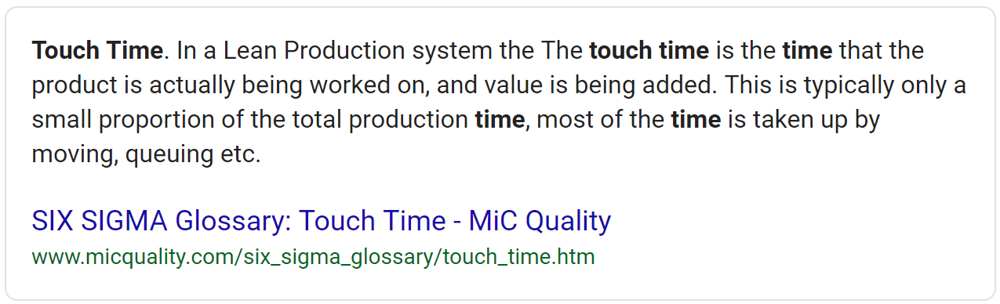 Touch Time. In a Lean Production system the The touch time is the time that the
product is actually being worked on, and value is being added. This is typically only a
small proportion of the total production time, most of the time is taken up by
moving, queuing etc.
SIX SIGMA Glossary: Touch Time - MiC Quality
www.micquality.com/six_sigma_glossary/touch_time.htm